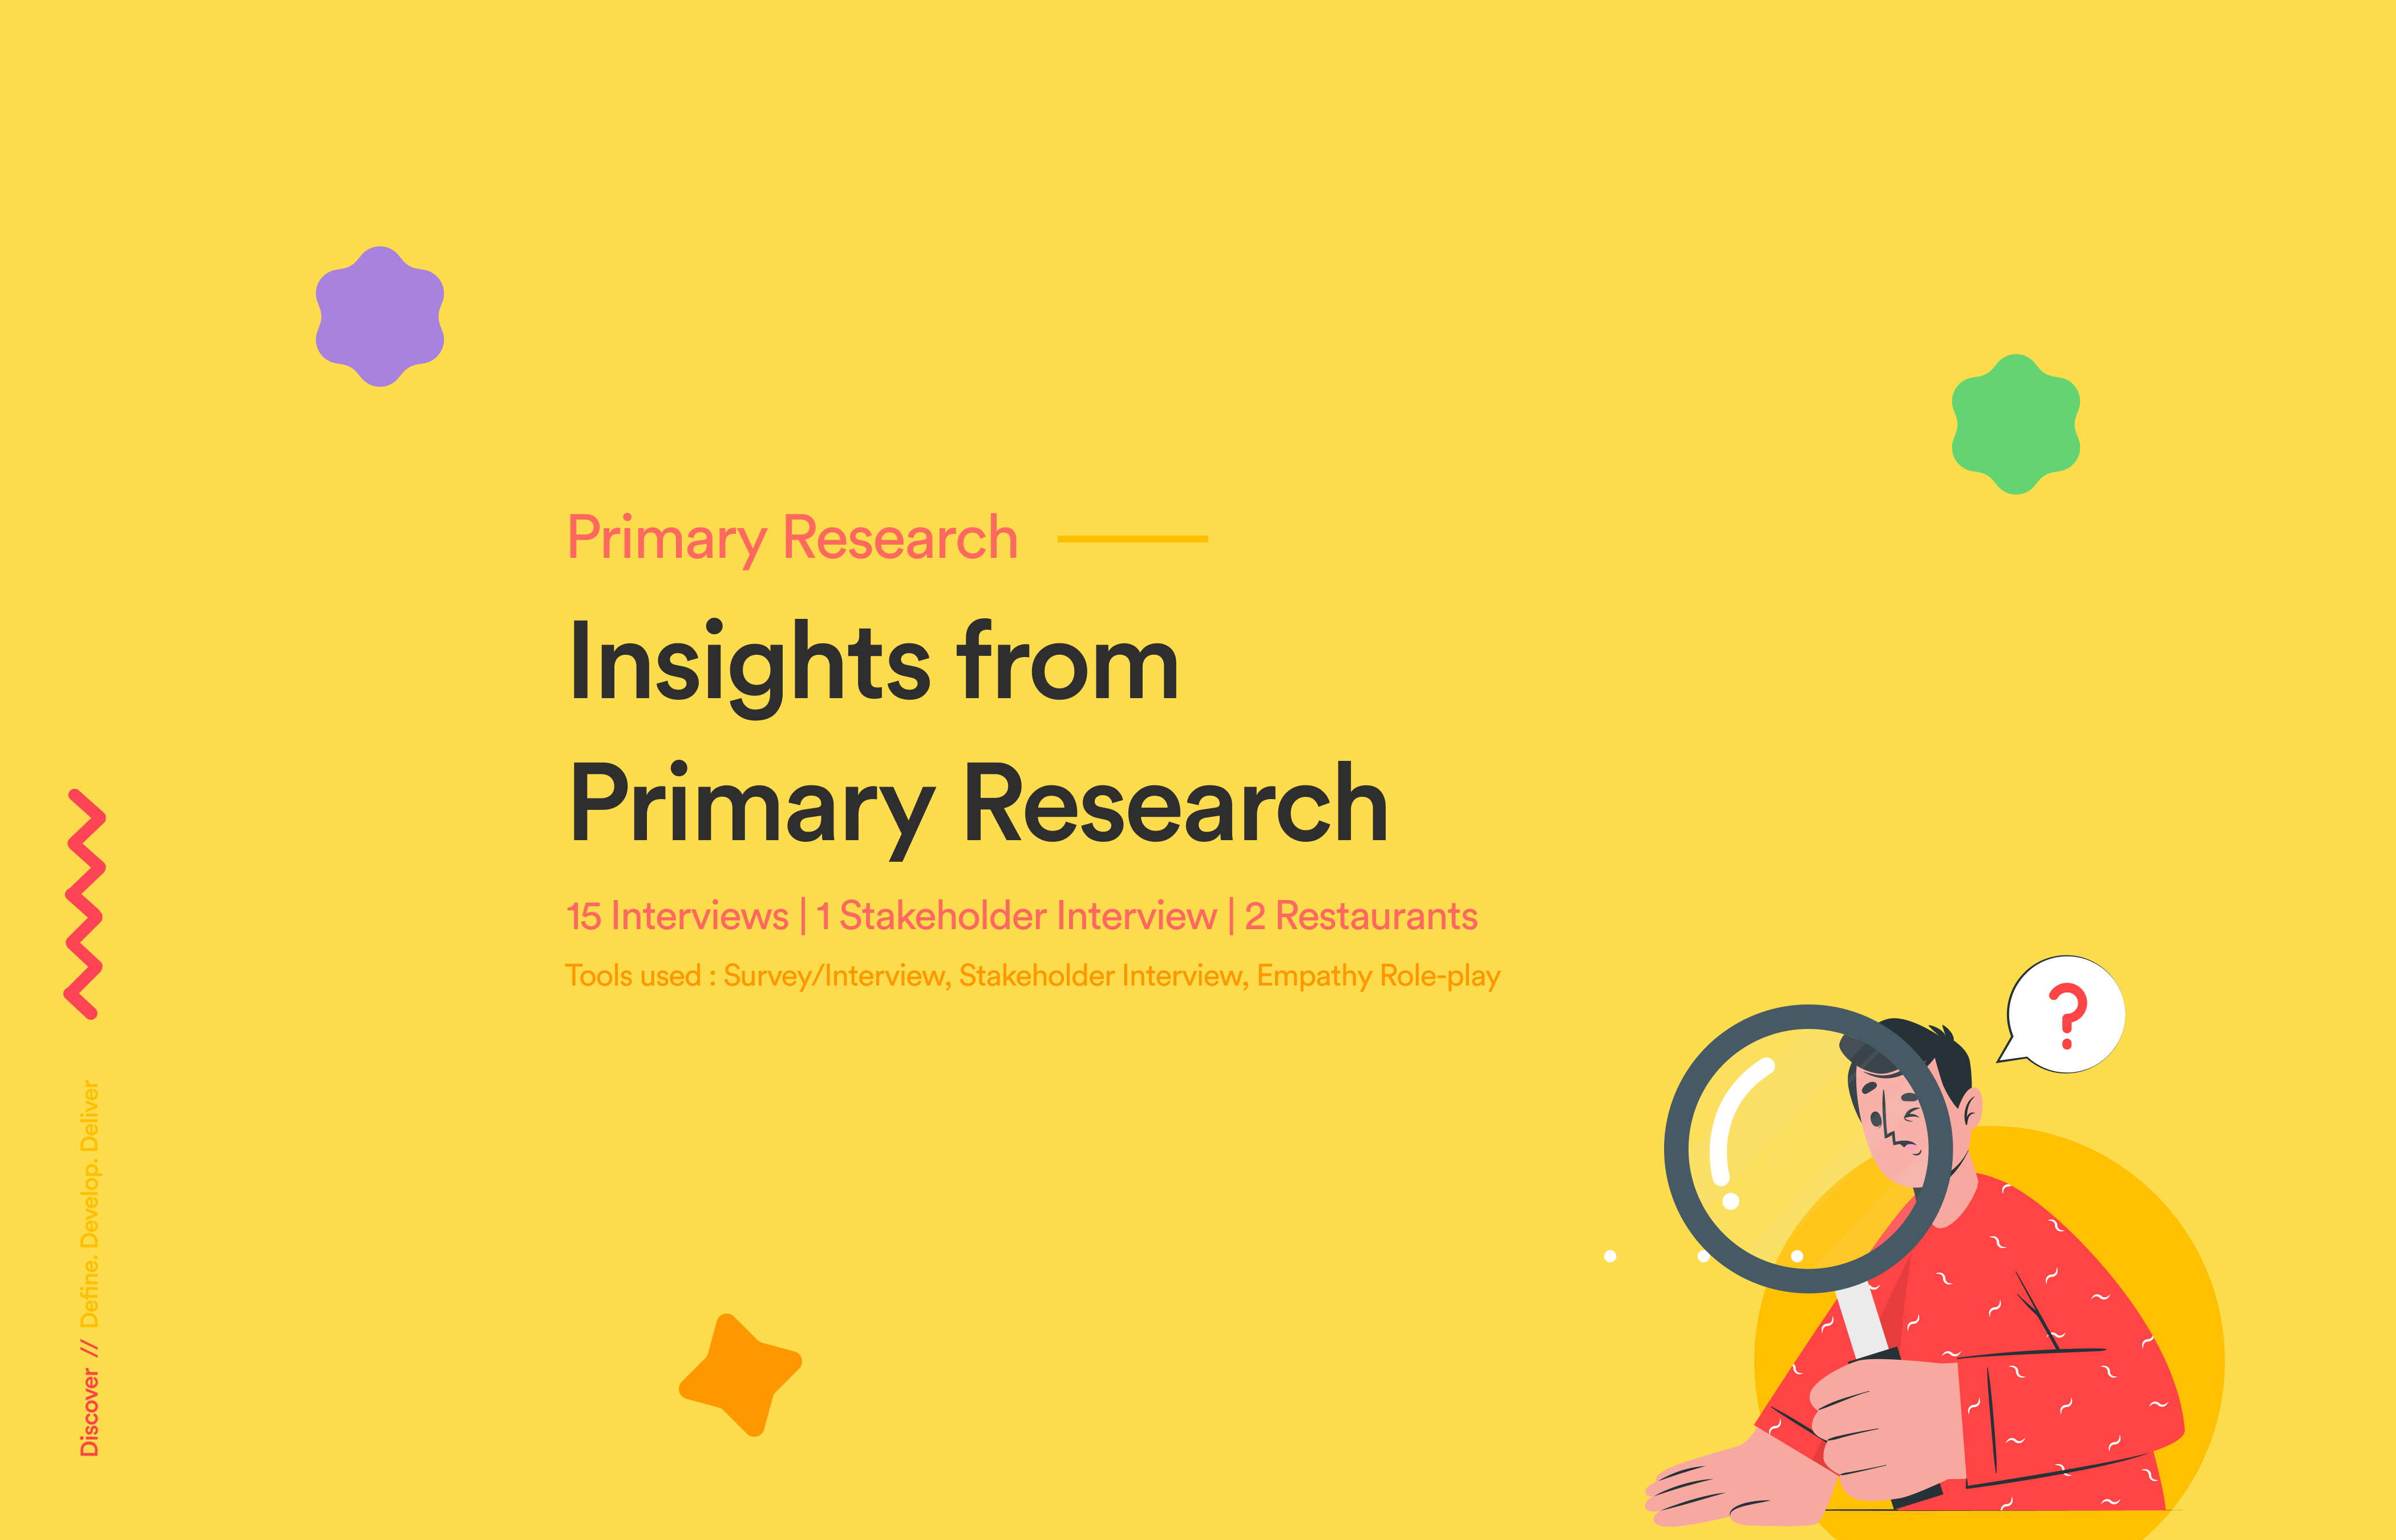 Primary Research
Insights from
Primary Research
15 Interviews | 1 Stakeholder Interview | 2 Restaurants
Tools used : Survey/Interview, Stakeholder Interview, Empathy Role-play
?
Discover // Define. Develop. Deliver